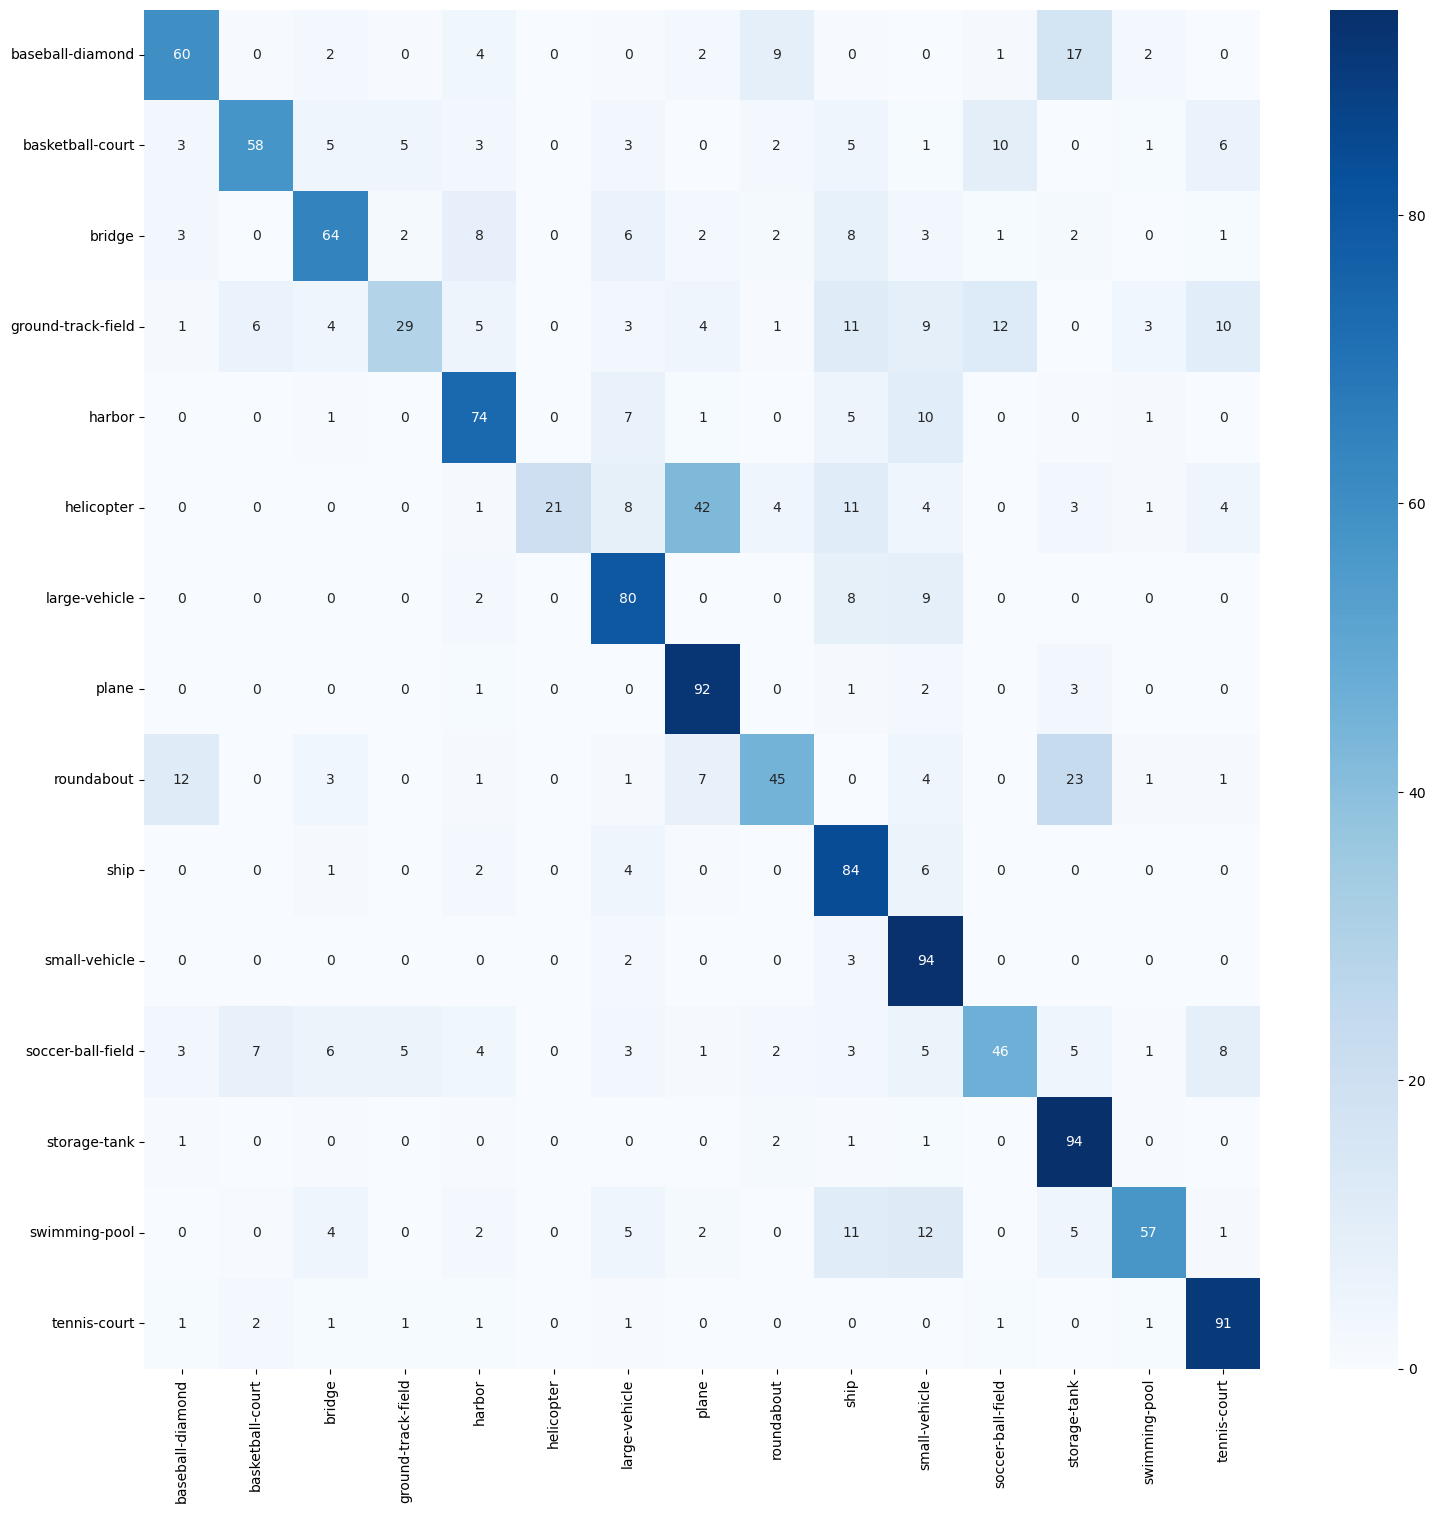 baseball-diamond 60 0 2 0 4 0 0 2 9 0 0 1 17 2 0
basketball-court 3 58 5 5 3 0 3 0 2 5 1 10 0 1 6
bridge 3 0 64 2 8 0 6 2 2 8 3 1 2 0 1
80
ground-track-field 1 6 4 29 5 0 3 4 1 11 9 12 0 3 10
harbor 0 0 1 0 74 0 7 1 0 5 10 0 0 1 0
helicopter 0 0 0 0 1 21 8 42 4 11 4 0 3 1 4
60
large-vehicle 0 0 0 0 2 0 80 0 0 8 9 0 0 0 0
plane 0 0 0 0 1 0 0 92 0 1 2 0 3 0 0
roundabout 12 0 3 0 1 1 7 45 0 4 0 23 1 1
40
ship 0 0 1 0 2 0 4 0 0 84 6 0 0 0 0
small-vehicle 0 0 0 0 0 0 2 0 0 3 94 0 0 0 0
soccer-ball-field 3 7 6 5 4 0 3 1 2 3 5 46 5 1 8
20
storage-tank 1 0 0 0 0 0 0 0 2 1 1 0 94 0 0
swimming-pool 0 0 4 0 2 0 5 2 0 11 12 0 5 57 1
tennis-court 1 2 1 1 1 0 1 0 0 0 0 1 0 1 91
0
baseball-diamond
basketball-court
bridge
ground-track-field
harbor
helicopter
large-vehicle
plane
roundabout
ship
small-vehicle
soccer-ball-field
storage-tank
swimming-pool
tennis-court